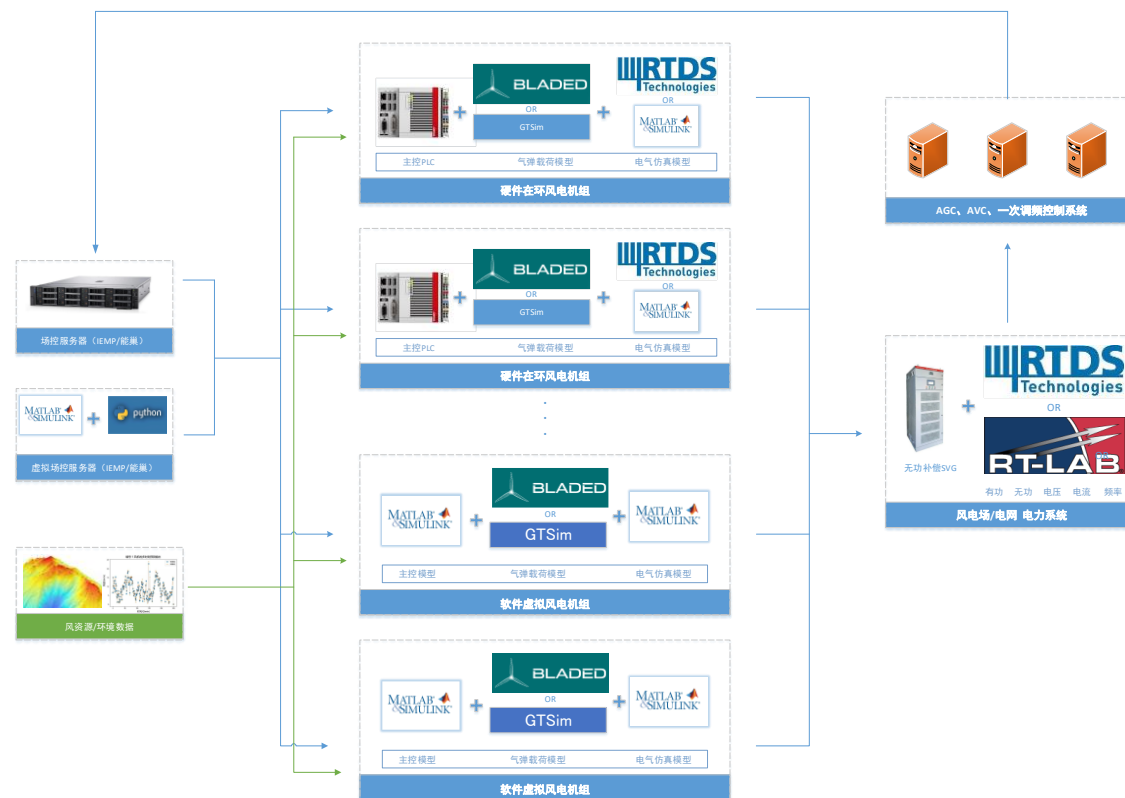 场控服务器（IEMP/能巢）
MATLAB
&SIMULINK
python
虚拟场控服务器（IEMP/能巢）
风资源/环境数据
BLADED
OR
GTSim
RTDS
Technologies
OR
MATLAB
&SIMULINK
主控PLC 气弹载荷模型 电气仿真模型
硬件在环风电机组
BLADED
OR
GTSim
RTDS
Technologies
OR
MATLAB
&SIMULINK
主控PLC 气弹载荷模型 电气仿真模型
硬件在环风电机组
MATLAB
&SIMULINK
BLADED
OR
GTSim
MATLAB
&SIMULINK
主控模型 气弹载荷模型 电气仿真模型
软件虚拟风电机组
MATLAB
&SIMULINK
BLADED
OR
GTSim
MATLAB
&SIMULINK
主控模型 气弹载荷模型 电气仿真模型
软件虚拟风电机组
AGC、AVC、一次调频控制系统
无功补偿SVG
RTDS
Technologies
OR
RT-LAB
OR
有功 无功 电压 电流 频率
风电场/电网 电力系统